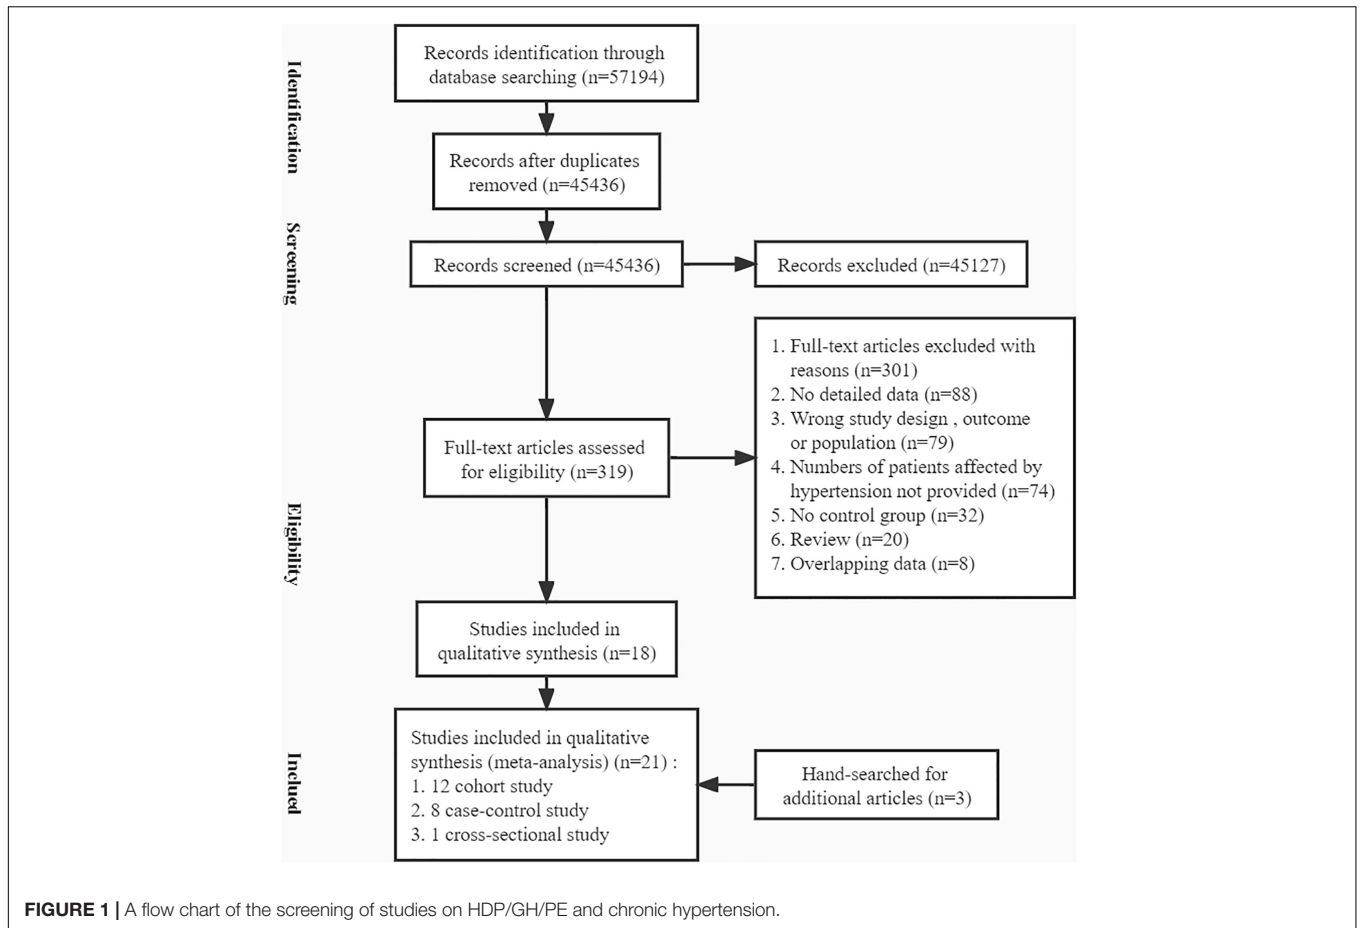 Identification
Records identification through
database searching (n=57194)
Records after duplicates
removed (n=45436)
Screening
Records screened (n=45436)
Records excluded (n=45127)
Eligibility
Full-text articles assessed
for eligibility (n=319)
1. Full-text articles excluded with
reasons (n=301)
2. No detailed data (n=88)
3. Wrong study design , outcome
or population (n=79)
4. Numbers of patients affected by
hypertension not provided (n=74)
5. No control group (n=32)
6. Review (n=20)
7. Overlapping data (n=8)
Studies included in
qualitative synthesis (n=18)
Inclued
Studies included in qualitative
synthesis (meta-analysis) (n=21) :
1. 12 cohort study
2. 8 case-control study
3. 1 cross-sectional study
Hand-searched for
additional articles (n=3)
FIGURE 1 | A flow chart of the screening of studies on HDP/GH/PE and chronic hypertension.